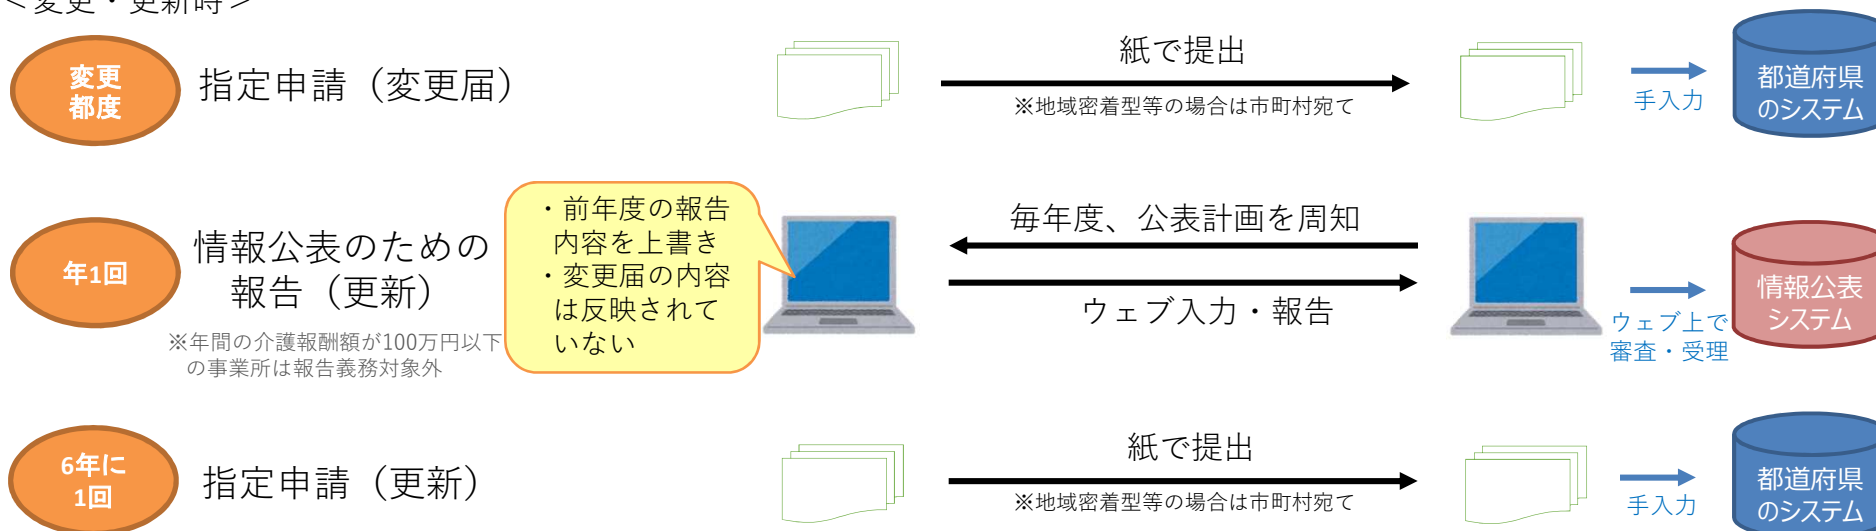 ＜変更・更新時＞
変更
都度
指定申請（変更届）
紙で提出
※地域密着型等の場合は市町村宛て
手入力
都道府県
のシステム
年1回
情報公表のための
報告（更新）
※年間の介護報酬額が100万円以下
の事業所は報告義務対象外
・前年度の報告
内容を上書き
・変更届の内容
は反映されて
いない
毎年度、公表計画を周知
ウェブ入力・報告
ウェブ上で
審査・受理
情報公表
システム
6年に
1回
指定申請（更新）
紙で提出
※地域密着型等の場合は市町村宛て
手入力
都道府県
のシステム